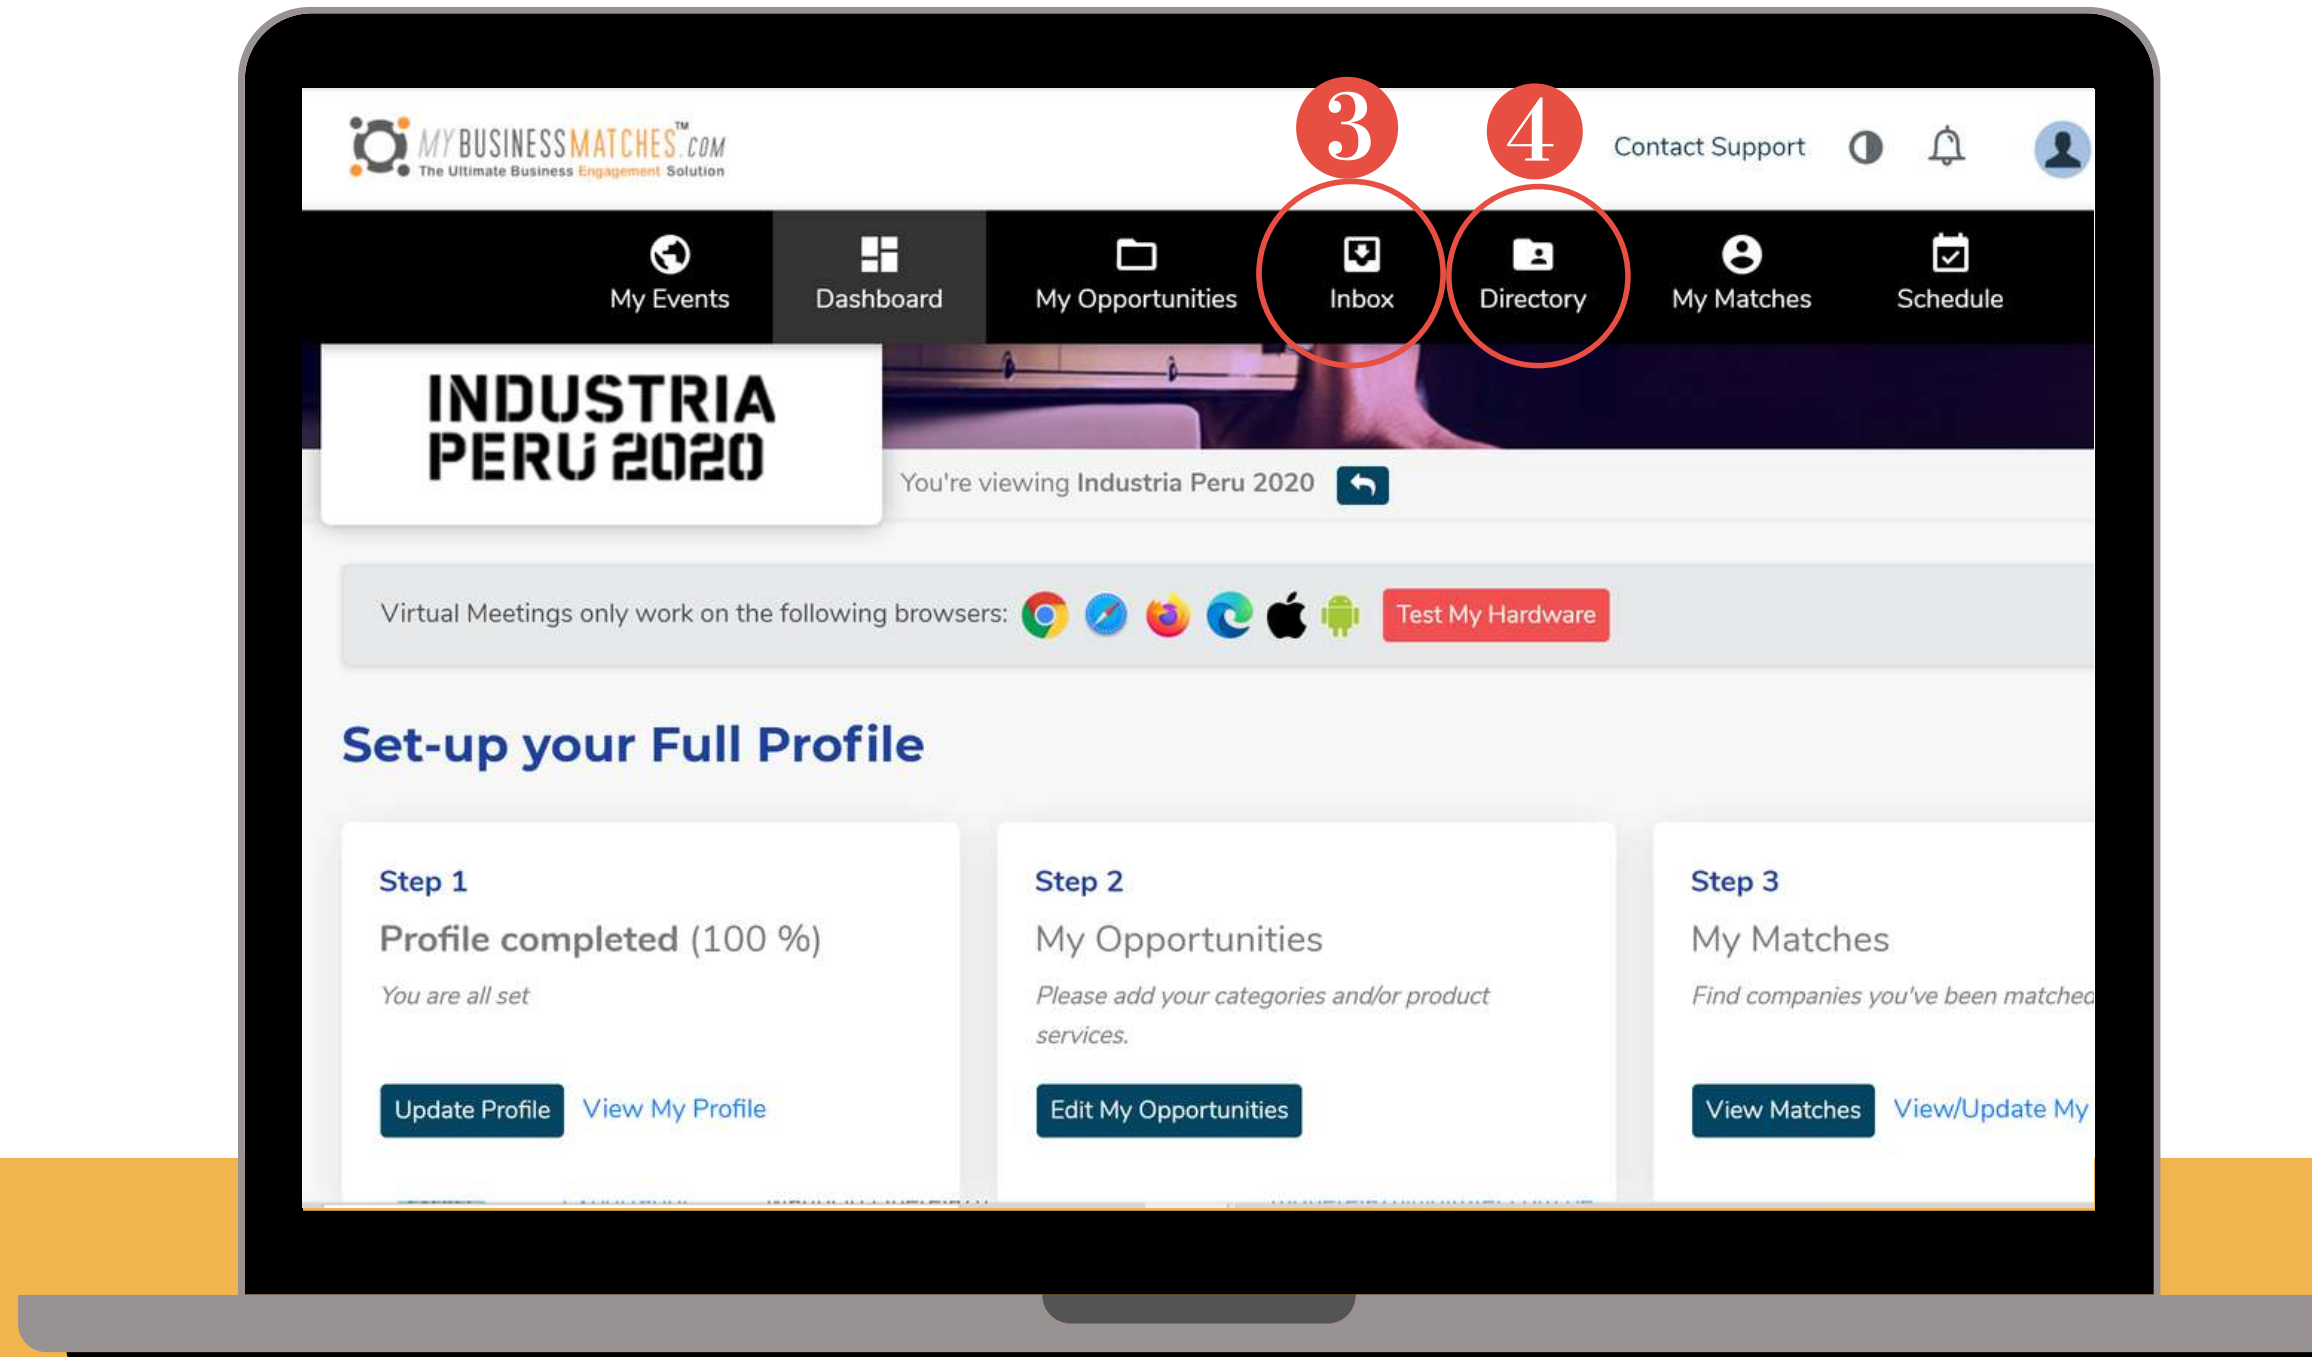 MYBUSINESSMATCHES™.COM
The Ultimate Business Engagement Solution
3
4
Contact Support
My Events
Dashboard
My Opportunities
Inbox
Directory
My Matches
Schedule
INDUSTRIA
PERÚ 2020
You're viewing Industria Peru 2020
Virtual Meetings only work on the following browsers:
Test My Hardware
Set-up your Full Profile
Step 1
Profile completed (100 %)
You are all set
Update Profile
View My Profile
Step 2
My Opportunities
Please add your categories and/or product
services.
Edit My Opportunities
Step 3
My Matches
Find companies you've been matched
View Matches
View/Update My